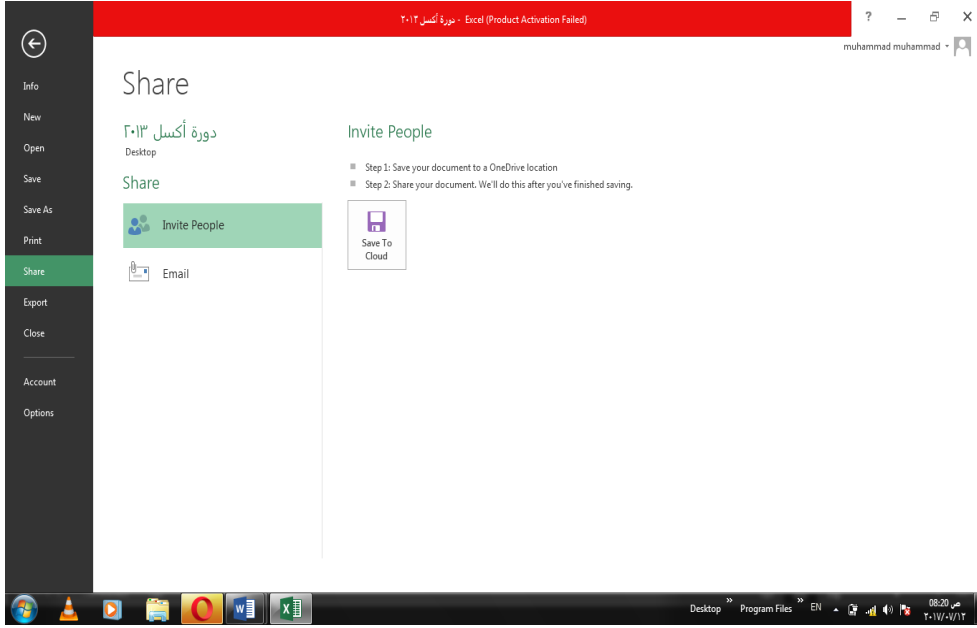 دورة أكسل ٢٠١٣ - Excel (Product Activation Failed)
?
muhammad muhammad
Info
New
Open
Save
Save As
Print
Share
Export
Close
Account
Options
Share
دورة أكسل ٢٠١٣
Desktop
Share
Invite People
Email
Invite People
Step 1: Save your document to a OneDrive location
Step 2: Share your document. We'll do this after you've finished saving.
Save To
Cloud
Desktop » Program Files » EN
08:20 ص
٢٠١٧/٠٧/١٢